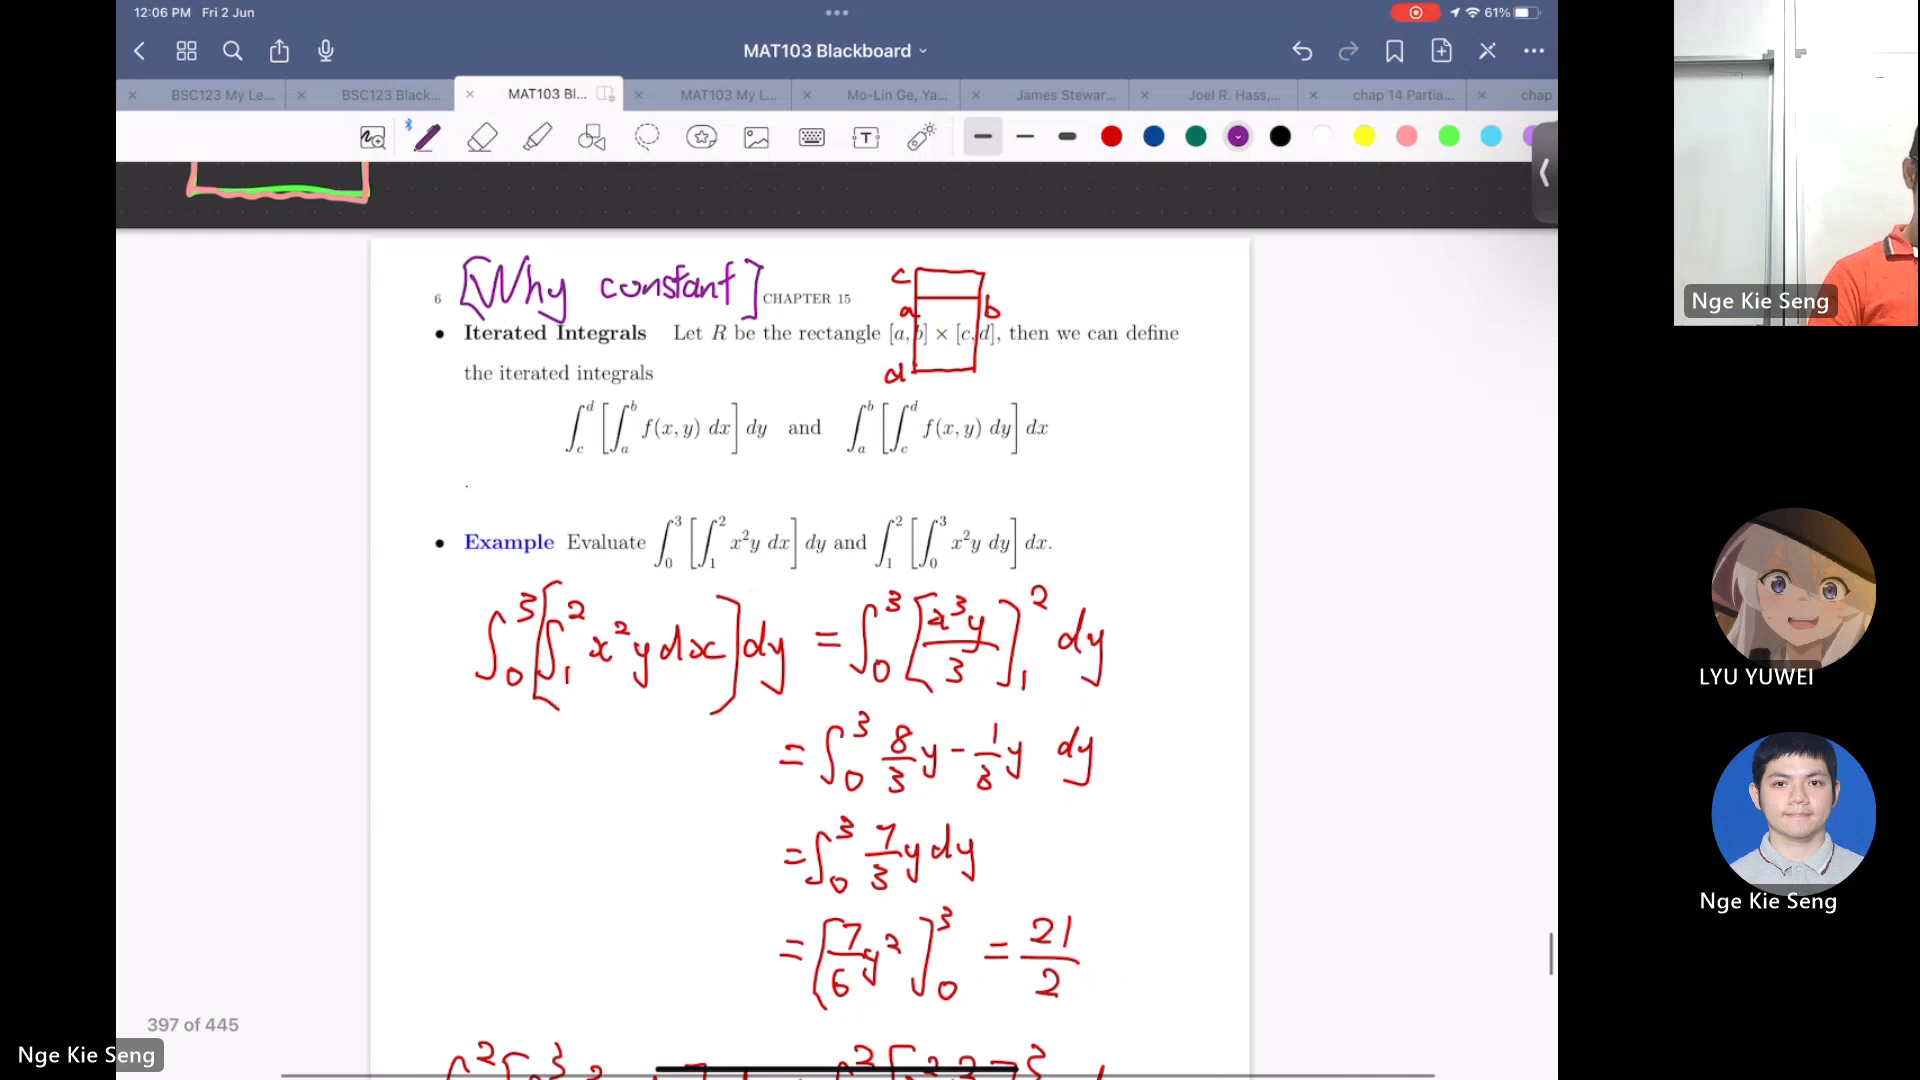 12:06 PM Fri 2 Jun
61%
MAT103 Blackboard
BSC123 My Le...
BSC123 Black...
MAT103 Bl...
MAT103 My L...
Mo-Lin Ge, Ya...
James Stewar...
Joel R. Hass,...
chap 14 Partia...
chap
6 [Why constant] CHAPTER 15
c
a b
d
• Iterated Integrals Let R be the rectangle [a, b] × [c, d], then we can define
the iterated integrals
∫_c^d [∫_a^b f(x, y) dx] dy and ∫_a^b [∫_c^d f(x, y) dy] dx
.
• Example Evaluate ∫_0^3 [∫_1^2 x²y dx] dy and ∫_1^2 [∫_0^3 x²y dy] dx.
∫_0^3 [∫_1^2 x²y dx] dy = ∫_0^3 [x³y/3]_1^2 dy
= ∫_0^3 8/3 y - 1/3 y dy
= ∫_0^3 7/3 y dy
= [7/6 y²]_0^3 = 21/2
397 of 445
Nge Kie Seng
Nge Kie Seng
LYU YUWEI
Nge Kie Seng